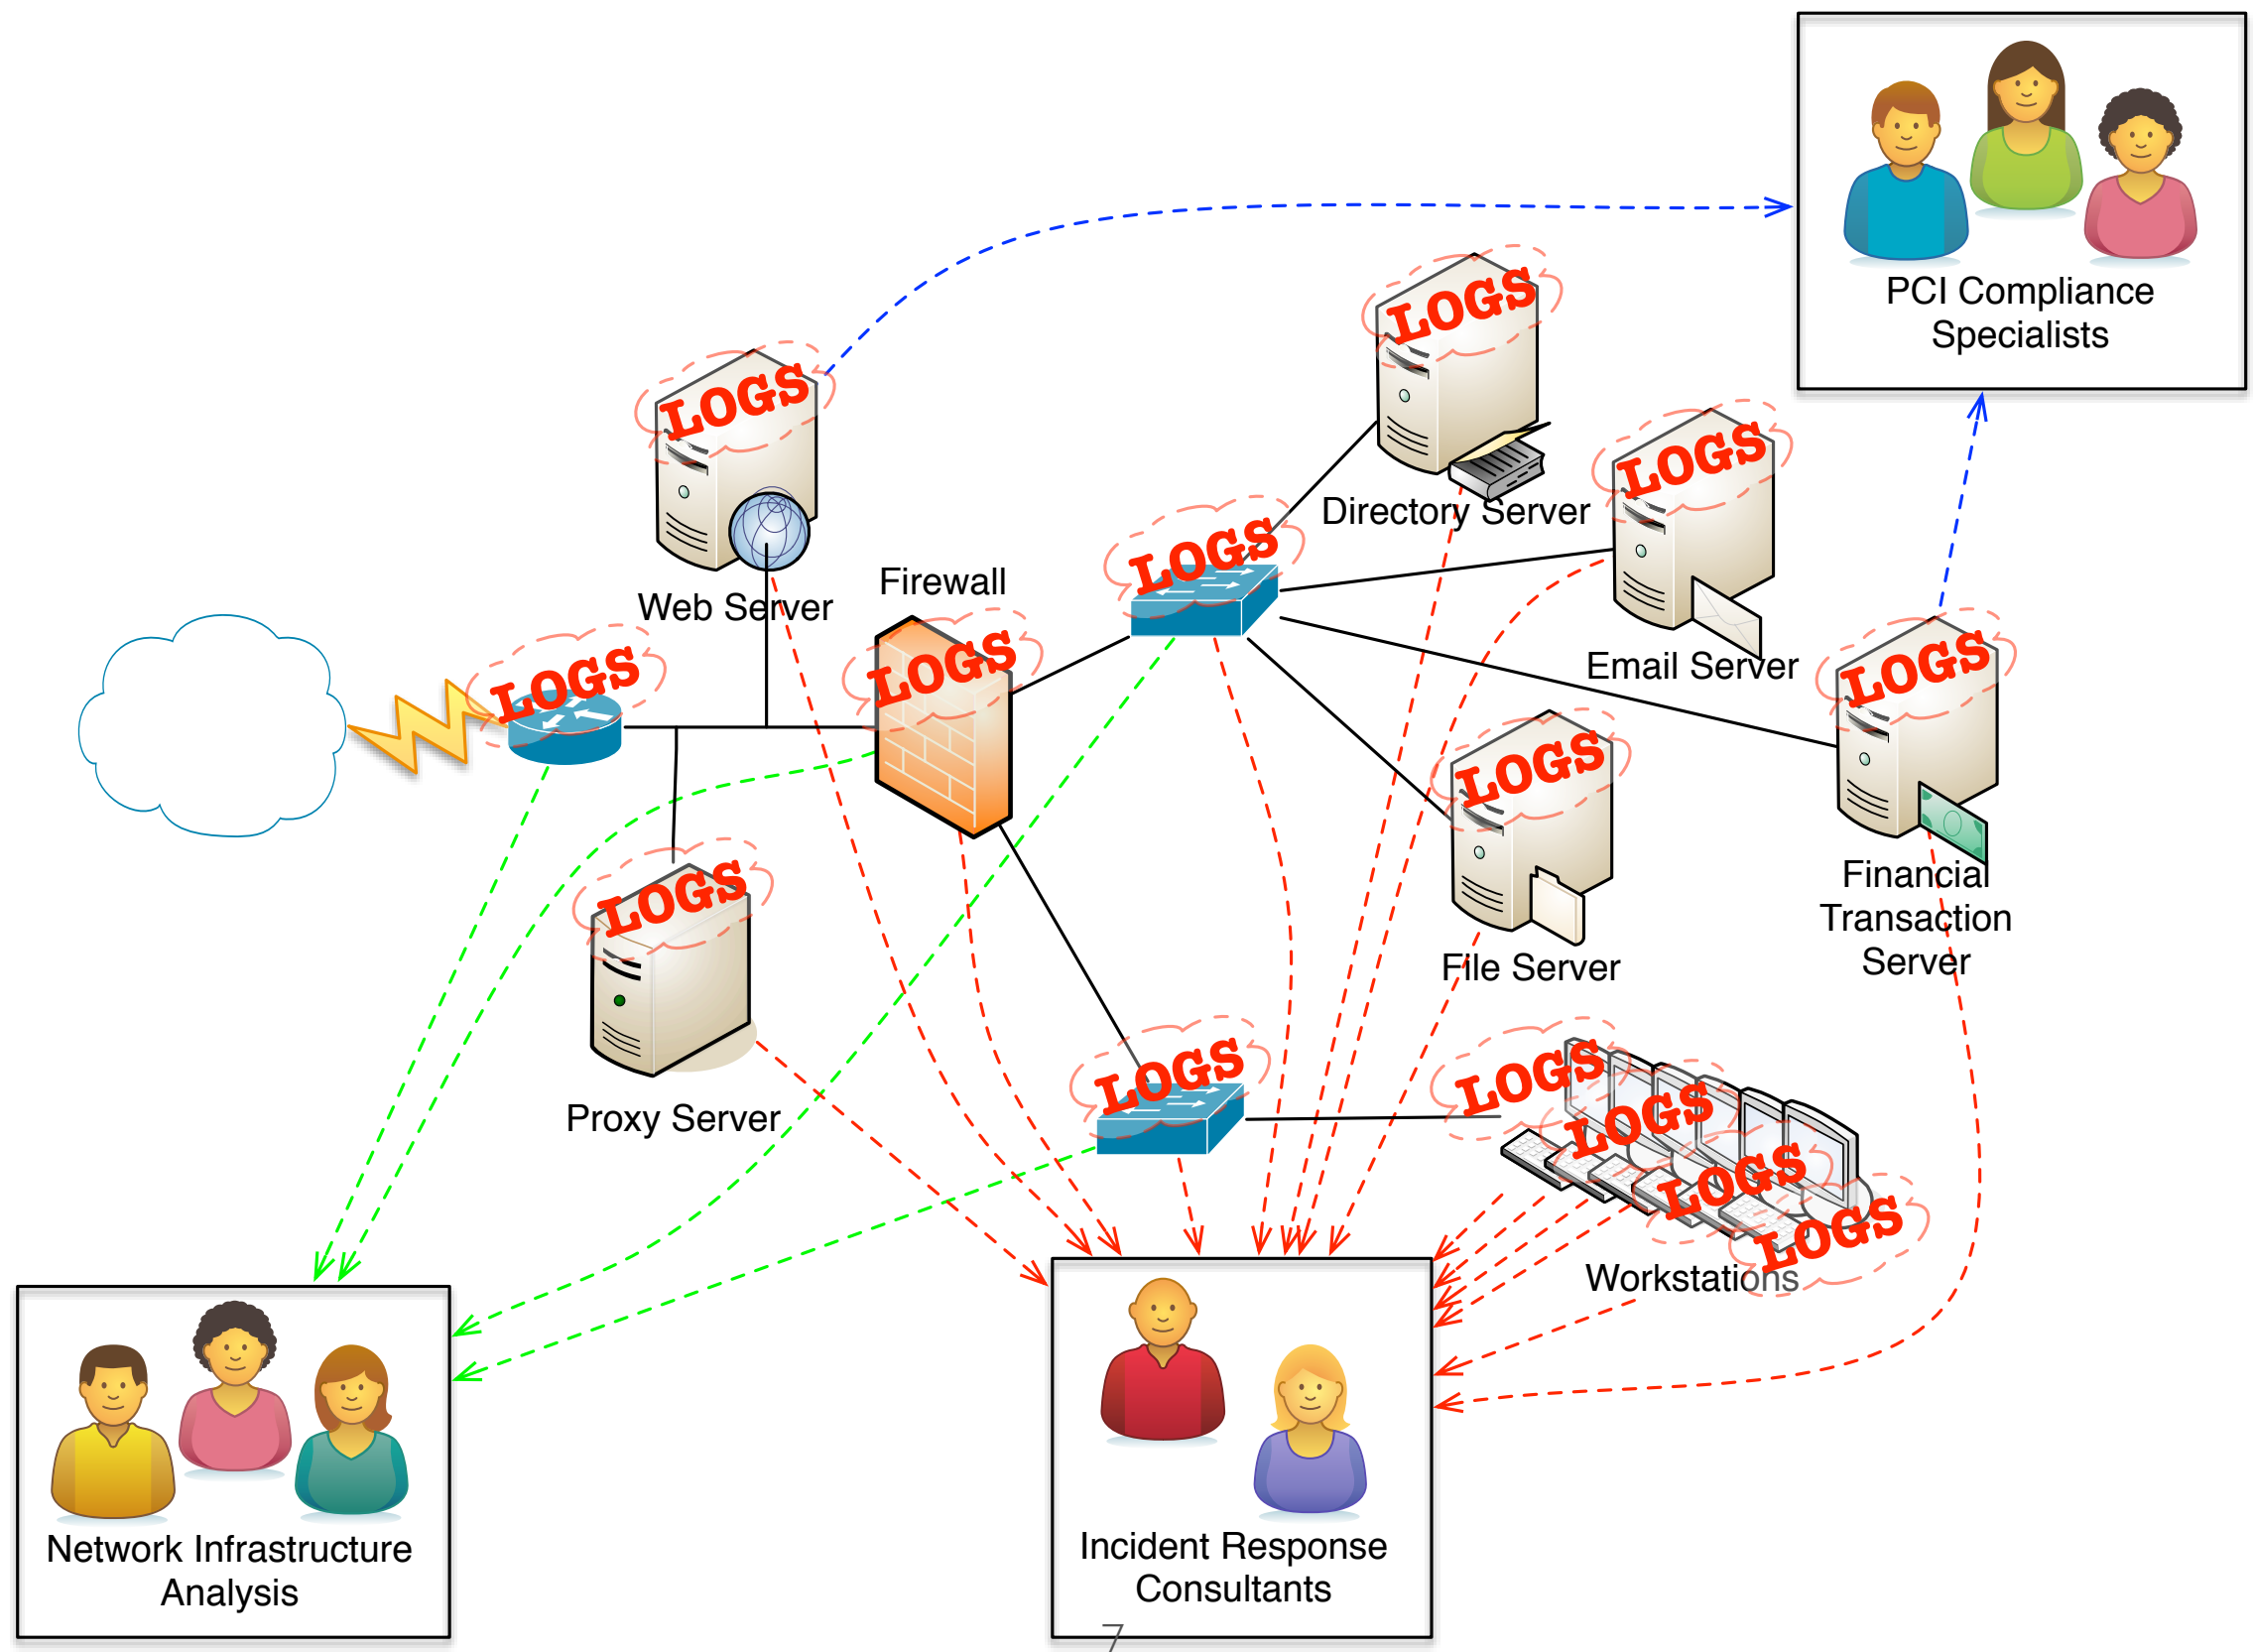 PCI Compliance
Specialists
LOGS
Directory Server
LOGS
Web Server
LOGS
Email Server
LOGS
Firewall
LOGS
LOGS
LOGS
LOGS
Financial
Transaction
Server
LOGS
File Server
LOGS
Proxy Server
LOGS
LOGS
LOGS
LOGS
LOGS
Workstations
Network Infrastructure
Analysis
Incident Response
Consultants
7